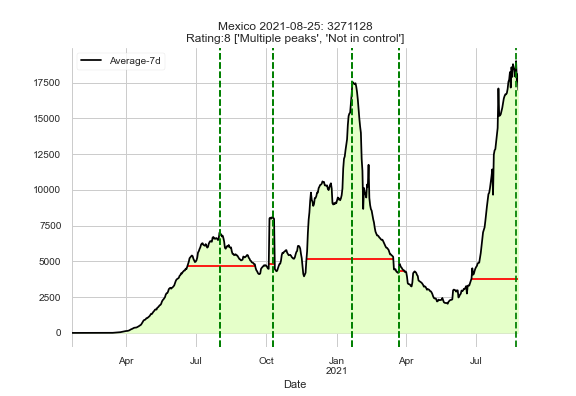 Mexico 2021-08-25: 3271128
Rating:8 ['Multiple peaks', 'Not in control']
Average-7d
17500
15000
12500
10000
7500
5000
2500
0
Apr Jul Oct Jan Apr Jul
2021
Date